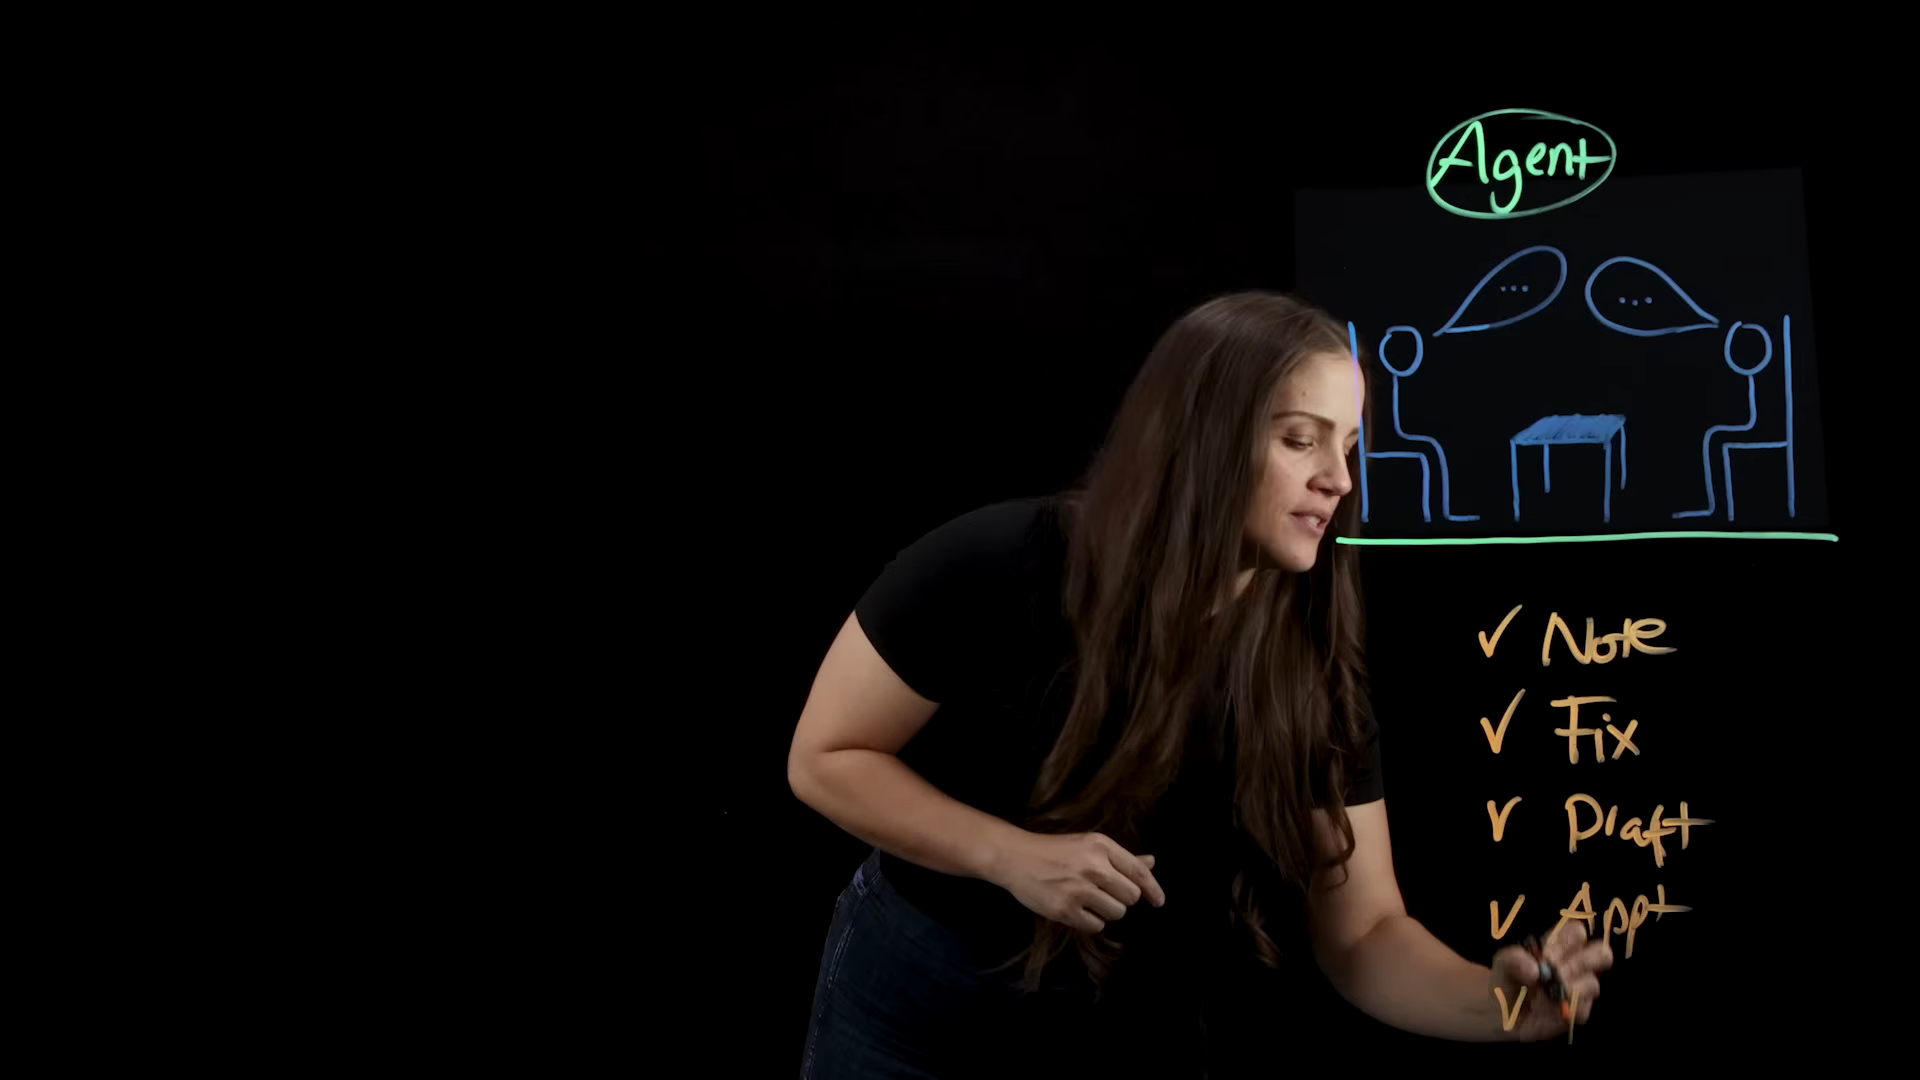 Agent
...
...
✓ Note
✓ Fix
✓ Draft
✓ Appt
✓